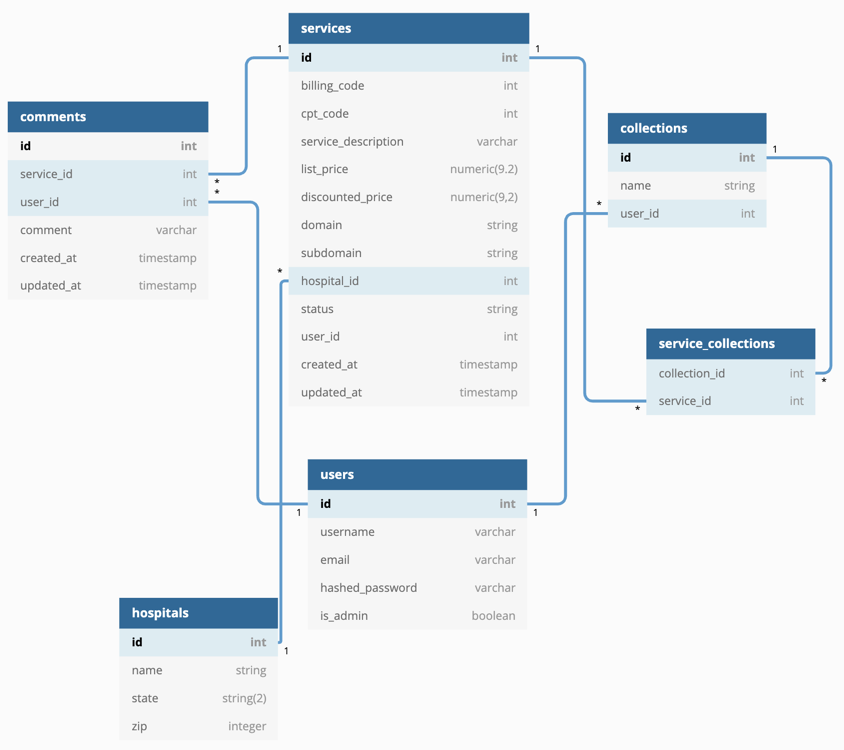 services
id int
billing_code int
cpt_code int
service_description varchar
list_price numeric(9.2)
discounted_price numeric(9,2)
domain string
subdomain string
hospital_id int
status string
user_id int
created_at timestamp
updated_at timestamp
1
1
*
comments
id int
service_id int
user_id int
comment varchar
created_at timestamp
updated_at timestamp
*
*
collections
id int
name string
user_id int
1
*
service_collections
collection_id int
service_id int
*
*
users
id int
username varchar
email varchar
hashed_password varchar
is_admin boolean
1
1
hospitals
id int
name string
state string(2)
zip integer
1